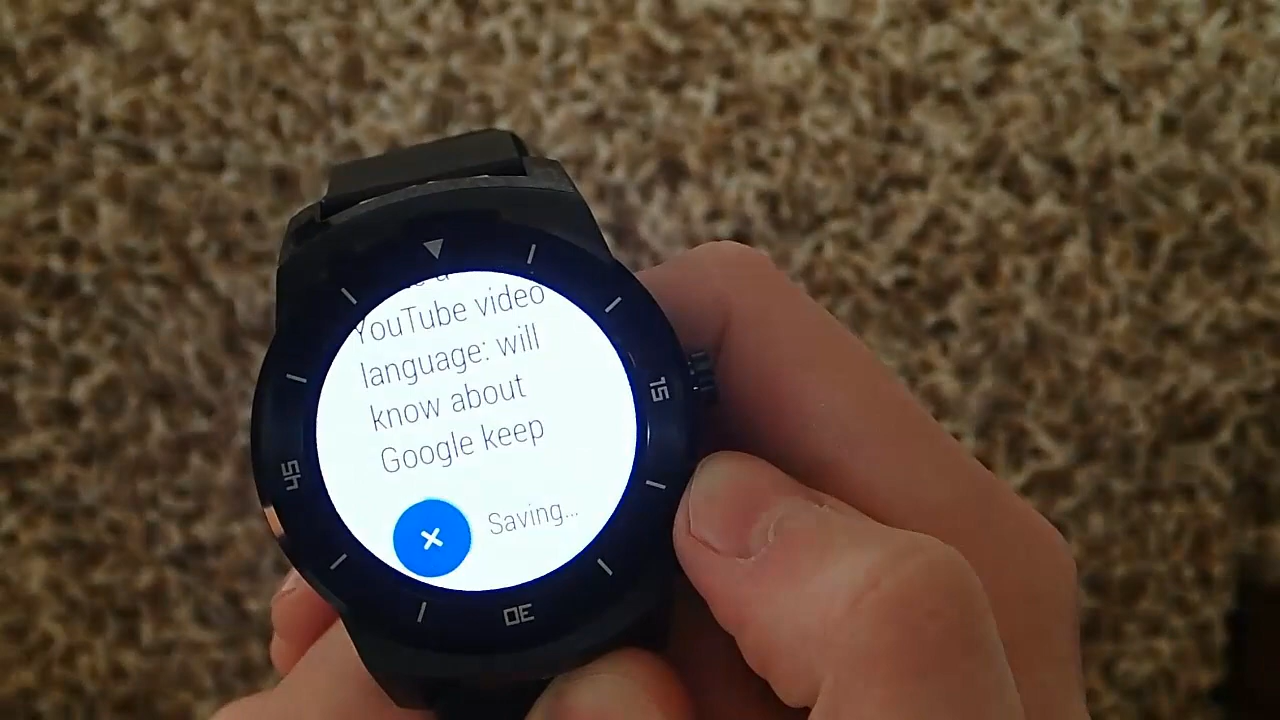 YouTube video
language: will
know about
Google keep
Saving...
15
30
45